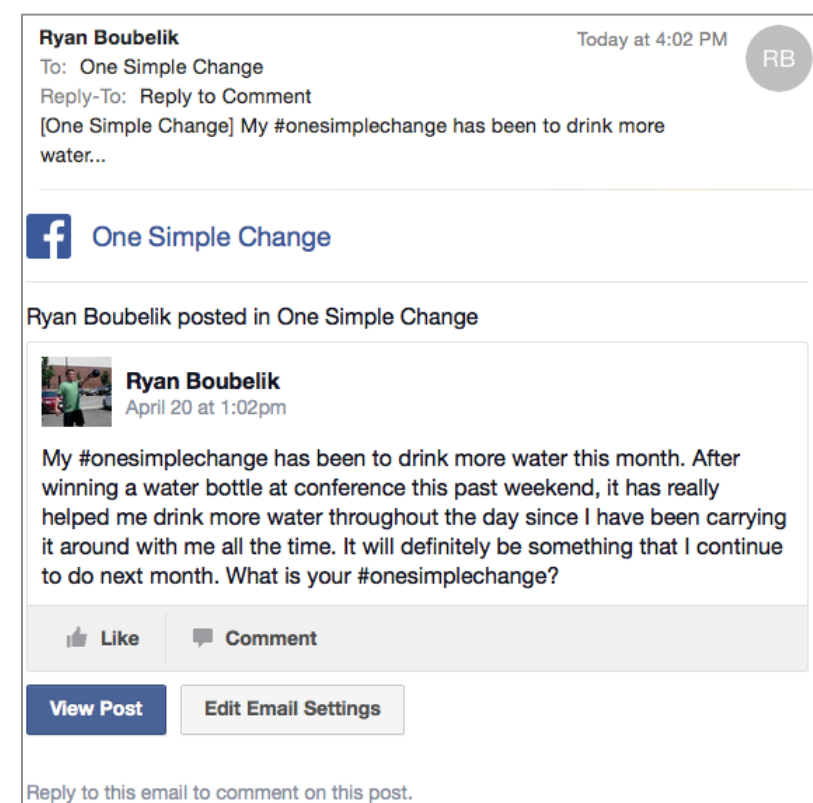 Ryan Boubelik
Today at 4:02 PM
RB
To: One Simple Change
Reply-To: Reply to Comment
[One Simple Change] My #onesimplechange has been to drink more
water...
f One Simple Change
Ryan Boubelik posted in One Simple Change
Ryan Boubelik
April 20 at 1:02pm
My #onesimplechange has been to drink more water this month. After
winning a water bottle at conference this past weekend, it has really
helped me drink more water throughout the day since I have been carrying
it around with me all the time. It will definitely be something that I continue
to do next month. What is your #onesimplechange?
Like Comment
View Post Edit Email Settings
Reply to this email to comment on this post.